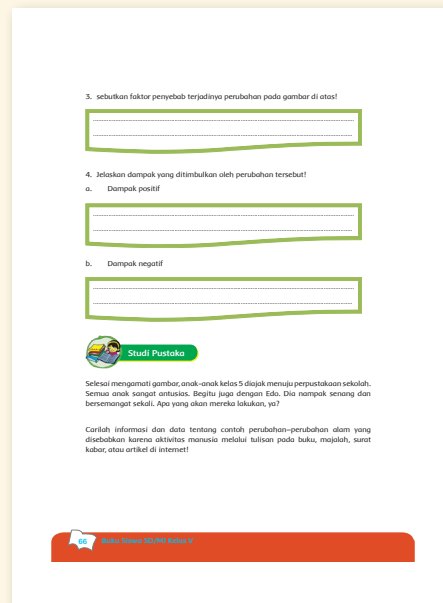 3. sebutkan faktor penyebab terjadinya perubahan pada gambar di atas!
4. Jelaskan dampak yang ditimbulkan oleh perubahan tersebut!
a. Dampak positif
b. Dampak negatif
Studi Pustaka
Selesai mengamati gambar, anak-anak kelas 5 diajak menuju perpustakaan sekolah.
Semua anak sangat antusias. Begitu juga dengan Edo. Dia nampak senang dan
bersemangat sekali. Apa yang akan mereka lakukan, ya?
Carilah informasi dan data tentang contoh perubahan–perubahan alam yang
disebabkan karena aktivitas manusia melalui tulisan pada buku, majalah, surat
kabar, atau artikel di internet!
66 Buku Siswa SD/MI Kelas V